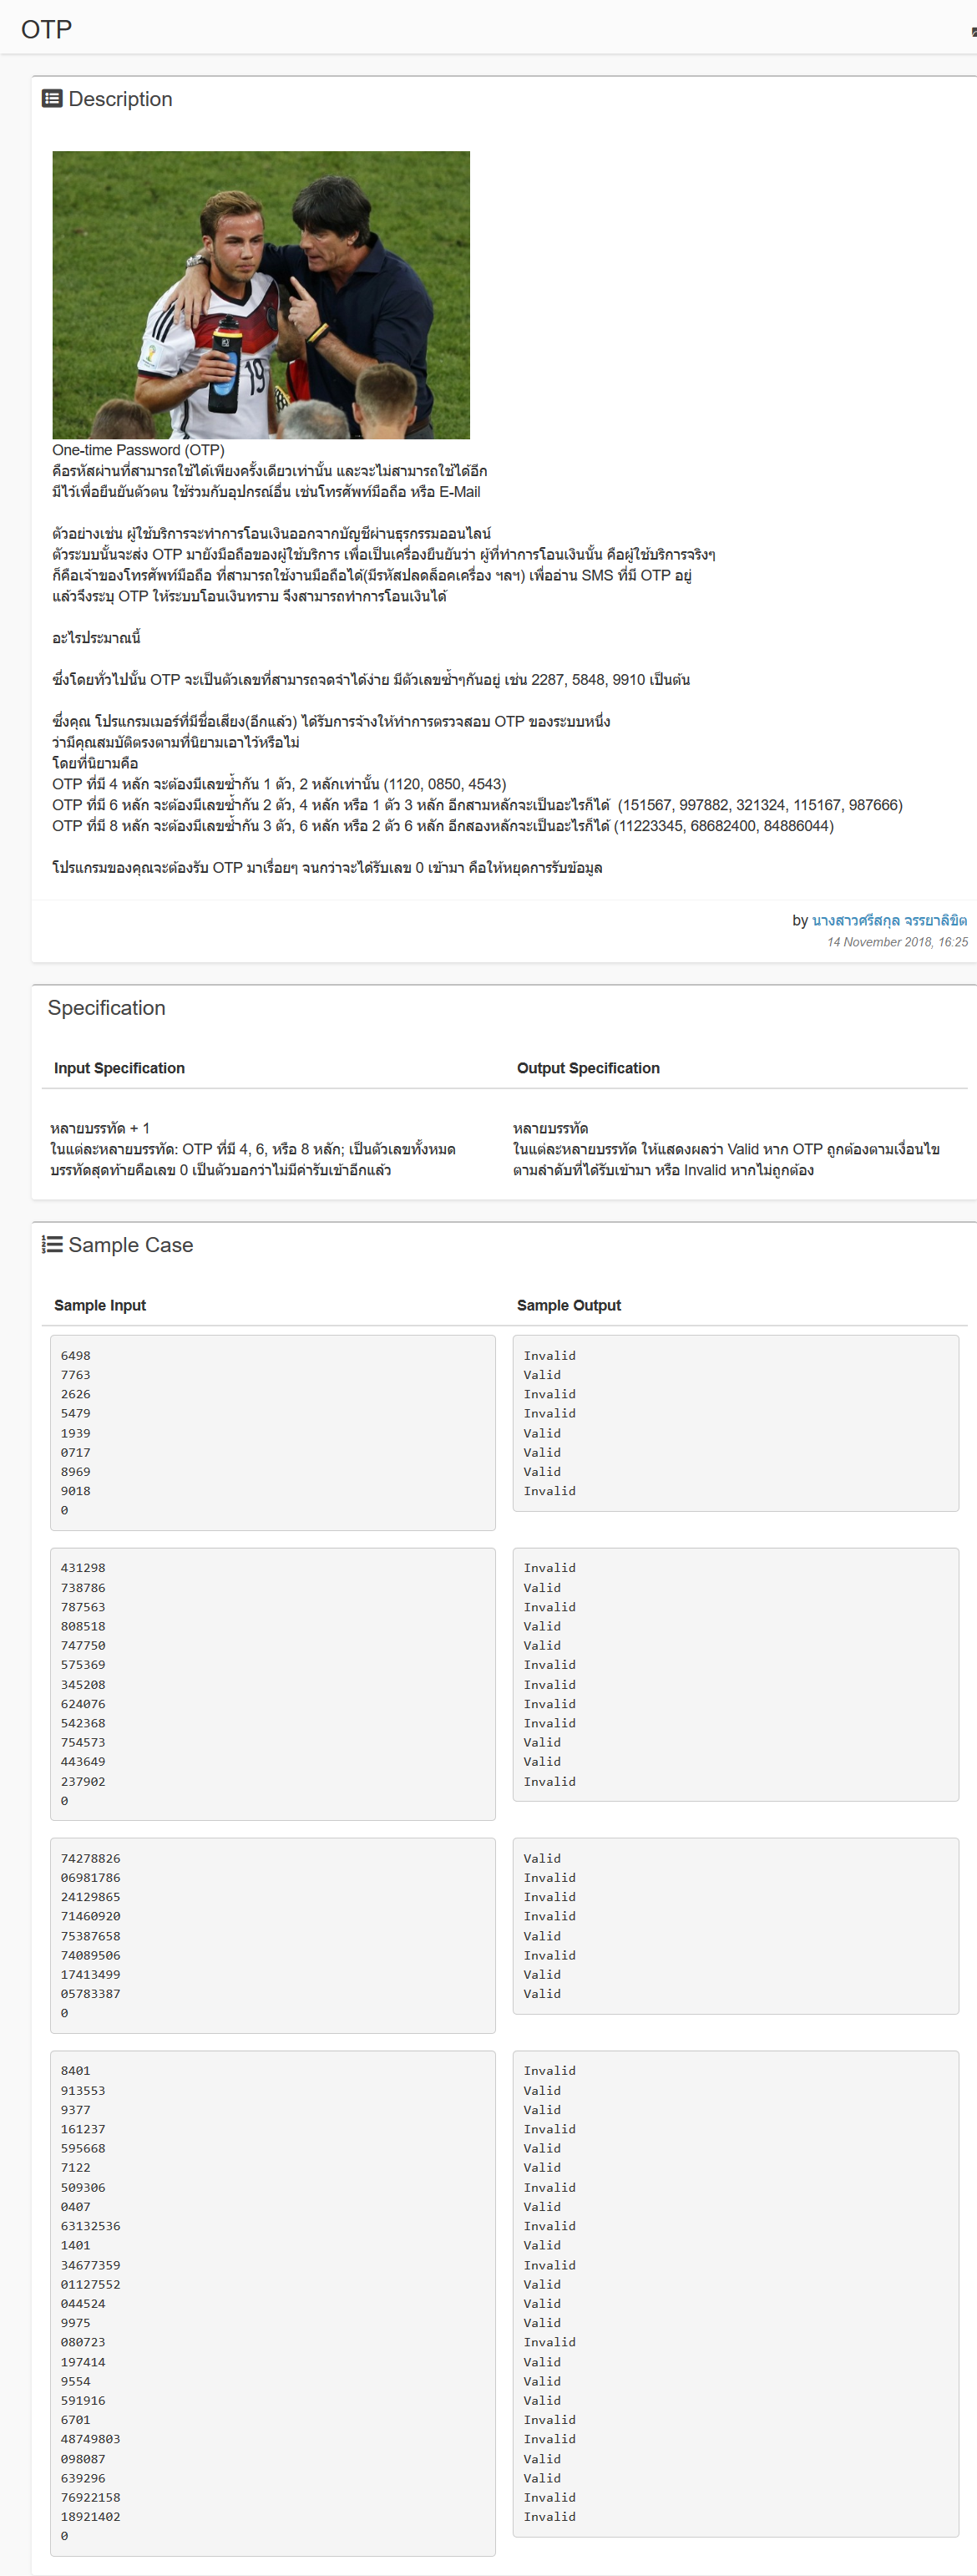 OTP
Description
19
One-time Password (OTP)
คือรหัสผ่านที่สามารถใช้ได้เพียงครั้งเดียวเท่านั้น และจะไม่สามารถใช้ได้อีก
มีไว้เพื่อยืนยันตัวตน ใช้ร่วมกับอุปกรณ์อื่น เช่นโทรศัพท์มือถือ หรือ E-Mail
ตัวอย่างเช่น ผู้ใช้บริการจะทำการโอนเงินออกจากบัญชีผ่านธุรกรรมออนไลน์
ตัวระบบนั้นจะส่ง OTP มายังมือถือของผู้ใช้บริการ เพื่อเป็นเครื่องยืนยันว่า ผู้ที่ทำการโอนเงินนั้น คือผู้ใช้บริการจริงๆ
ก็คือเจ้าของโทรศัพท์มือถือ ที่สามารถใช้งานมือถือได้(มีรหัสปลดล็อคเครื่อง ฯลฯ) เพื่ออ่าน SMS ที่มี OTP อยู่
แล้วจึงระบุ OTP ให้ระบบโอนเงินทราบ จึงสามารถทำการโอนเงินได้
อะไรประมาณนี้
ซึ่งโดยทั่วไปนั้น OTP จะเป็นตัวเลขที่สามารถจดจำได้ง่าย มีตัวเลขซ้ำๆกันอยู่ เช่น 2287, 5848, 9910 เป็นต้น
ซึ่งคุณ โปรแกรมเมอร์ที่มีชื่อเสียง(อีกแล้ว) ได้รับการจ้างให้ทำการตรวจสอบ OTP ของระบบหนึ่ง
ว่ามีคุณสมบัติตรงตามที่นิยามเอาไว้หรือไม่
โดยที่นิยามคือ
OTP ที่มี 4 หลัก จะต้องมีเลขซ้ำกัน 1 ตัว, 2 หลักเท่านั้น (1120, 0850, 4543)
OTP ที่มี 6 หลัก จะต้องมีเลขซ้ำกัน 2 ตัว, 4 หลัก หรือ 1 ตัว 3 หลัก อีกสามหลักจะเป็นอะไรก็ได้ (151567, 997882, 321324, 115167, 987666)
OTP ที่มี 8 หลัก จะต้องมีเลขซ้ำกัน 3 ตัว, 6 หลัก หรือ 2 ตัว 6 หลัก อีกสองหลักจะเป็นอะไรก็ได้ (11223345, 68682400, 84886044)
โปรแกรมของคุณจะต้องรับ OTP มาเรื่อยๆ จนกว่าจะได้รับเลข 0 เข้ามา คือให้หยุดการรับข้อมูล
by นางสาวศรีสกุล จรรยาลิขิต
14 November 2018, 16:25
Specification
Input Specification
Output Specification
หลายบรรทัด + 1
ในแต่ละหลายบรรทัด: OTP ที่มี 4, 6, หรือ 8 หลัก; เป็นตัวเลขทั้งหมด
บรรทัดสุดท้ายคือเลข 0 เป็นตัวบอกว่าไม่มีค่ารับเข้าอีกแล้ว
หลายบรรทัด
ในแต่ละหลายบรรทัด ให้แสดงผลว่า Valid หาก OTP ถูกต้องตามเงื่อนไข
ตามลำดับที่ได้รับเข้ามา หรือ Invalid หากไม่ถูกต้อง
Sample Case
Sample Input
Sample Output
6498
7763
2626
5479
1939
0717
8969
9018
0
Invalid
Valid
Invalid
Invalid
Valid
Valid
Valid
Invalid
431298
738786
787563
808518
747750
575369
345208
624076
542368
754573
443649
237902
0
Invalid
Valid
Invalid
Valid
Valid
Invalid
Invalid
Invalid
Invalid
Valid
Valid
Invalid
74278826
06981786
24129865
71460920
75387658
74089506
17413499
05783387
0
Valid
Invalid
Invalid
Invalid
Valid
Invalid
Valid
Valid
8401
913553
9377
161237
595668
7122
509306
0407
63132536
1401
34677359
01127552
044524
9975
080723
197414
9554
591916
6701
48749803
098087
639296
76922158
18921402
0
Invalid
Valid
Valid
Invalid
Valid
Valid
Invalid
Valid
Invalid
Valid
Invalid
Valid
Valid
Valid
Invalid
Valid
Valid
Valid
Invalid
Invalid
Valid
Valid
Invalid
Invalid